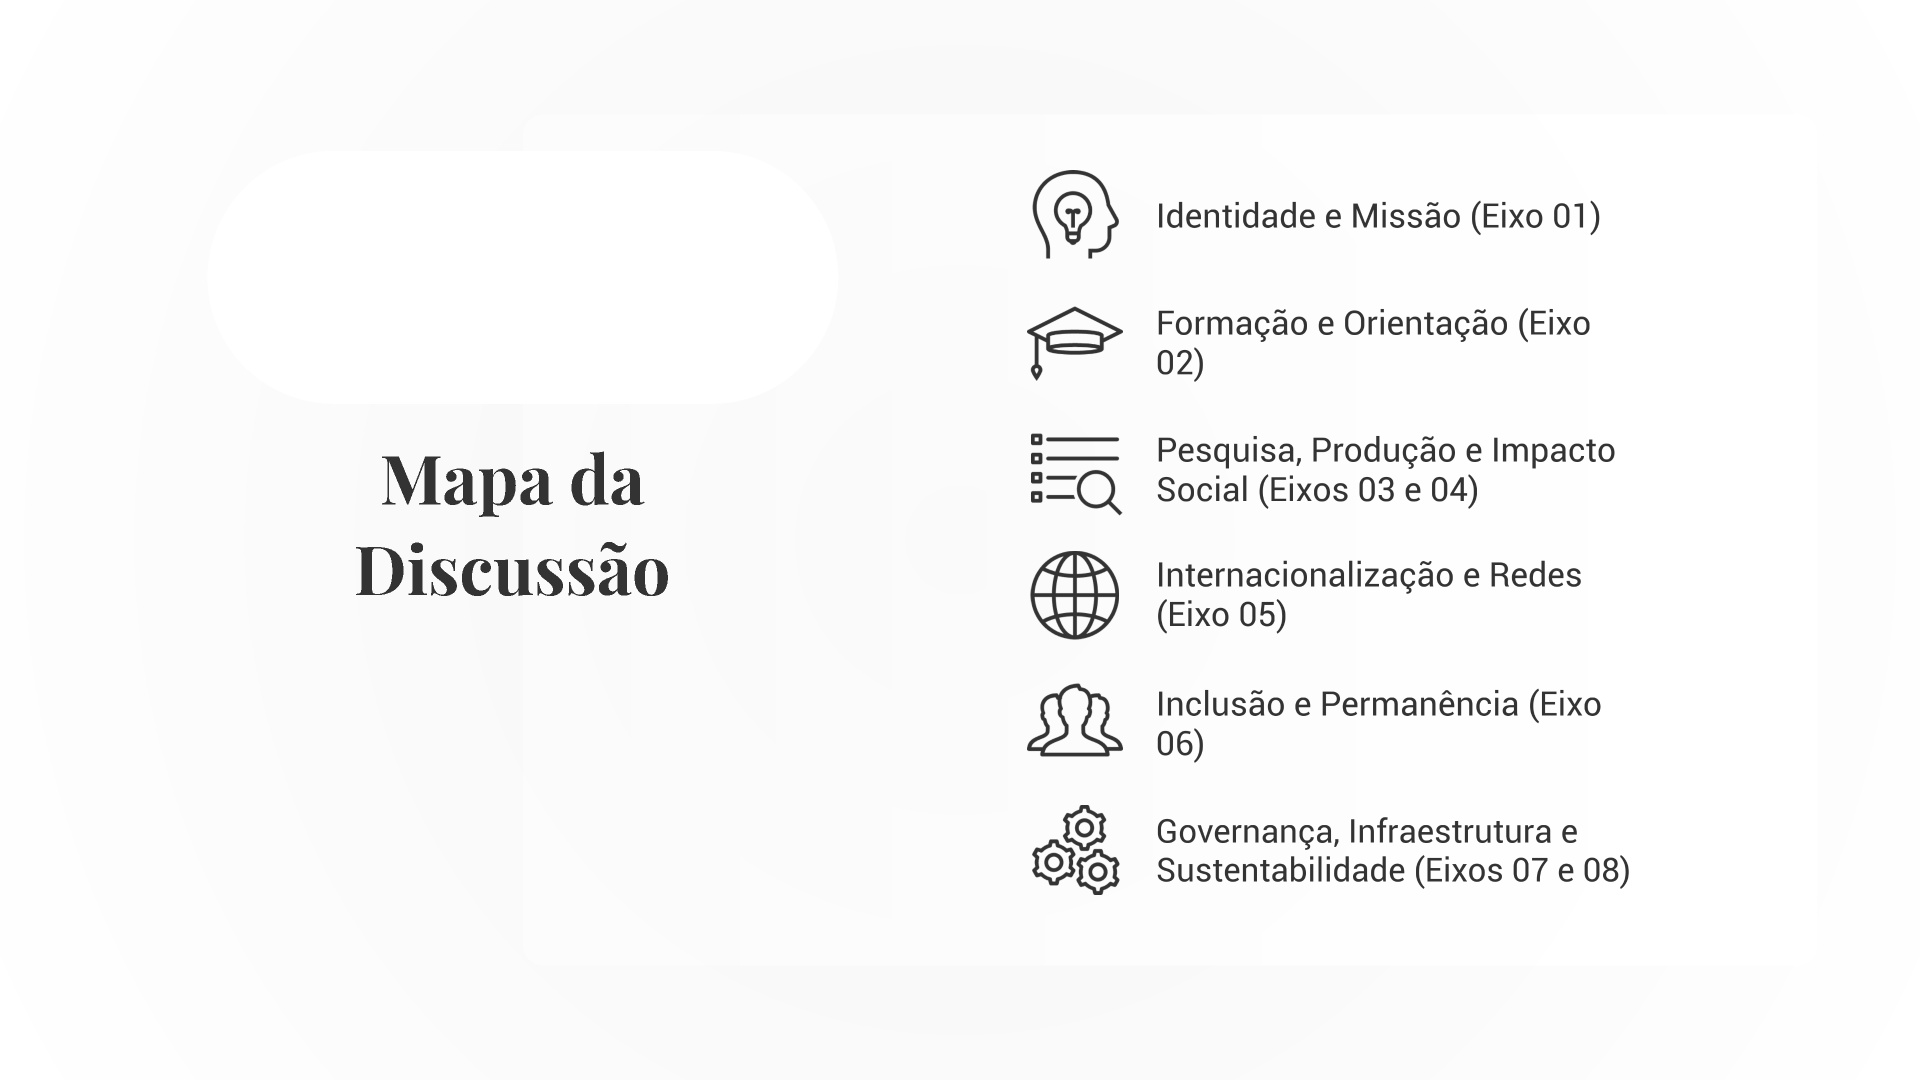 Mapa da
Discussão
Identidade e Missão (Eixo 01)
Formação e Orientação (Eixo
02)
Pesquisa, Produção e Impacto
Social (Eixos 03 e 04)
Internacionalização e Redes
(Eixo 05)
Inclusão e Permanência (Eixo
06)
Governança, Infraestrutura e
Sustentabilidade (Eixos 07 e 08)